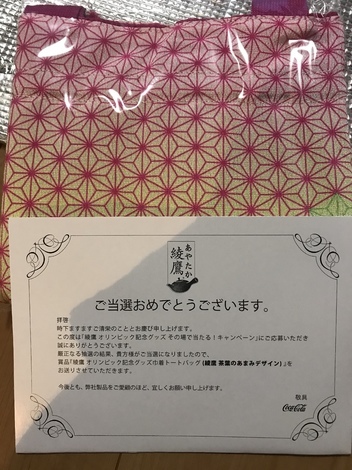 あやたか
綾鷹
ご当選おめでとうございます。
拝啓
時下ますますご清栄のこととお慶び申し上げます。
この度は「綾鷹 オリンピック記念グッズ その場で当たる！キャンペーン」にご応募いただき
誠にありがとうございます。
厳正なる抽選の結果、貴方様がご当選になりましたので、
賞品「綾鷹 オリンピック記念グッズ巾着トートバッグ(綾鷹 茶葉のあまみデザイン)」を
お送りさせていただきます。
今後とも、弊社製品をご愛顧のほど、宜しくお願い申し上げます。
敬具
Coca-Cola